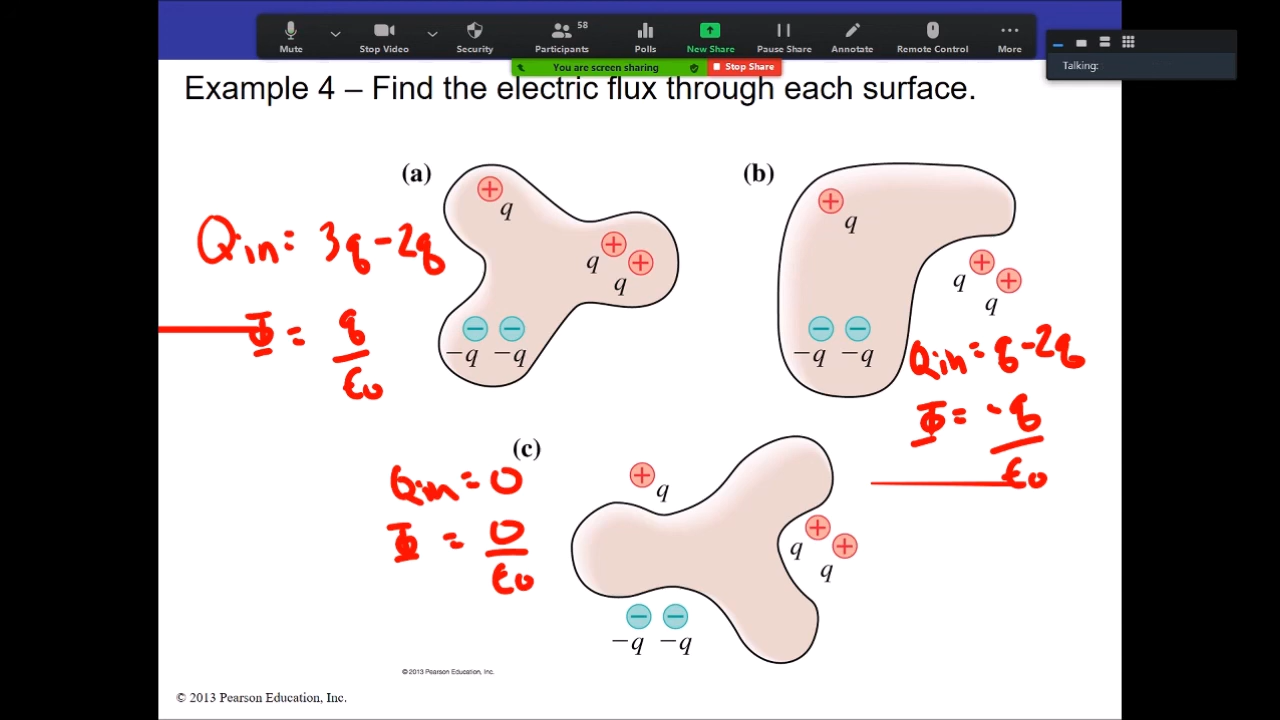 58
Mute
Stop Video
Security
Participants
Polls
New Share
Pause Share
Annotate
Remote Control
More
You are screen sharing
Stop Share
Talking:
Example 4 – Find the electric flux through each surface.
(a)
q
q
q
−q −q
Qin = 3q - 2q
Φ = q/ε0
(b)
q
q
q
−q −q
Qin = q - 2q
Φ = -q/ε0
(c)
q
q
q
−q −q
Qin = 0
Φ = 0/ε0
© 2013 Pearson Education, Inc.
© 2013 Pearson Education, Inc.